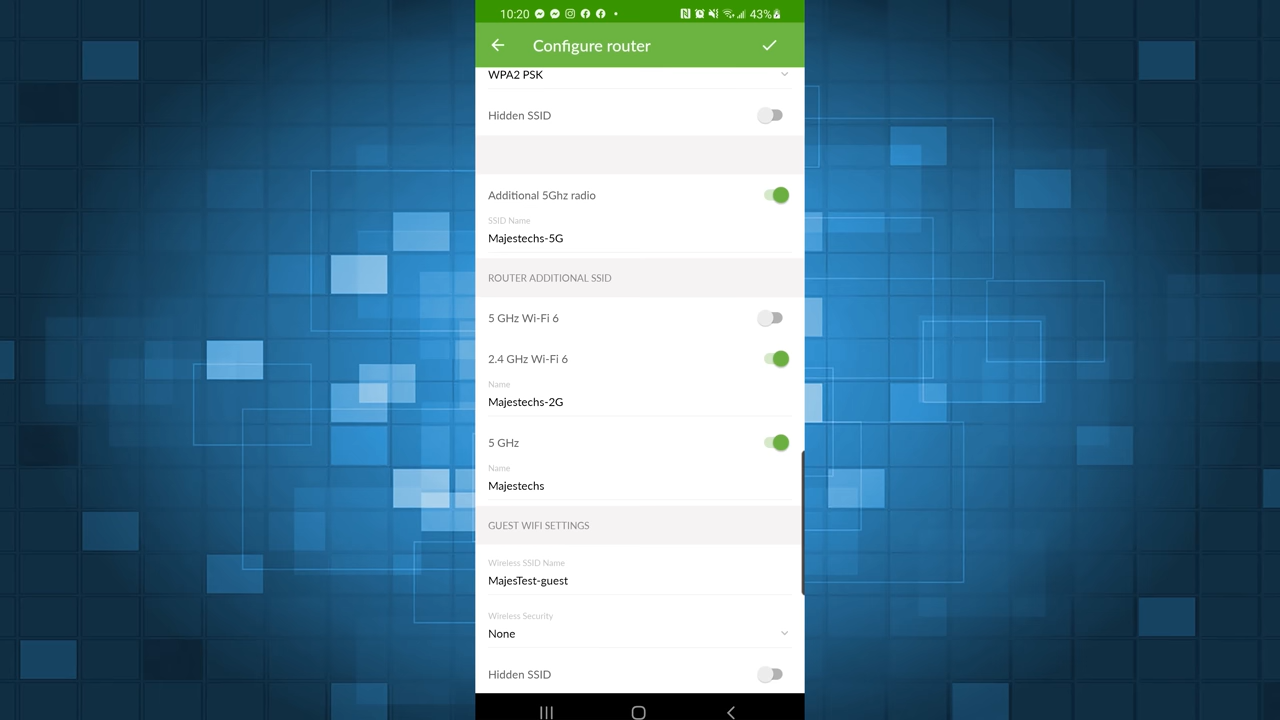 10:20 43%
Configure router
WPA2 PSK
Hidden SSID
Additional 5Ghz radio
SSID Name
Majestechs-5G
ROUTER ADDITIONAL SSID
5 GHz Wi-Fi 6
2.4 GHz Wi-Fi 6
Name
Majestechs-2G
5 GHz
Name
Majestechs
GUEST WIFI SETTINGS
Wireless SSID Name
MajesTest-guest
Wireless Security
None
Hidden SSID